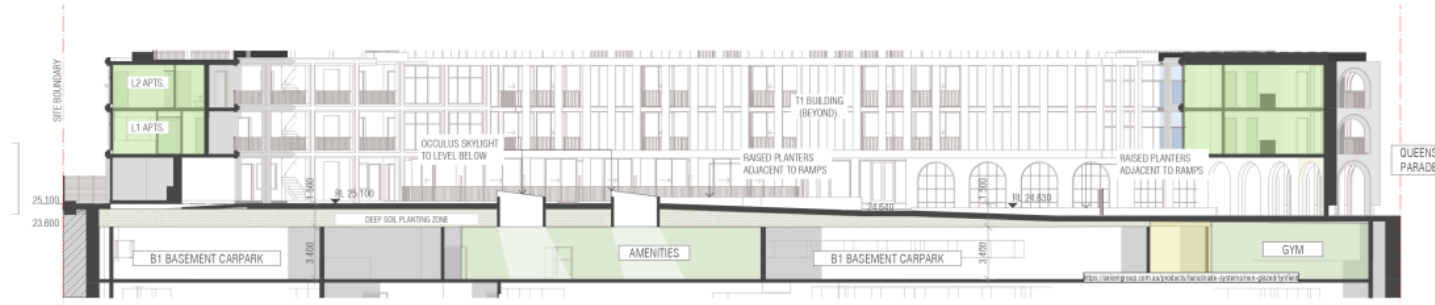 SITE BOUNDARY
L2 APTS.
L1 APTS.
T1 BUILDING
(BEYOND).
OCCULUS SKYLIGHT
TO LEVEL BELOW
RAISED PLANTERS
ADJACENT TO RAMPS
RAISED PLANTERS
ADJACENT TO RAMPS
QUEENS
PARADE
25.100
23.600
1.500
RL 25.100
24.640
1.500
RL 24.830
DEEP SOIL PLANTING ZONE
3.400
B1 BASEMENT CARPARK
AMENITIES
B1 BASEMENT CARPARK
3.400
GYM